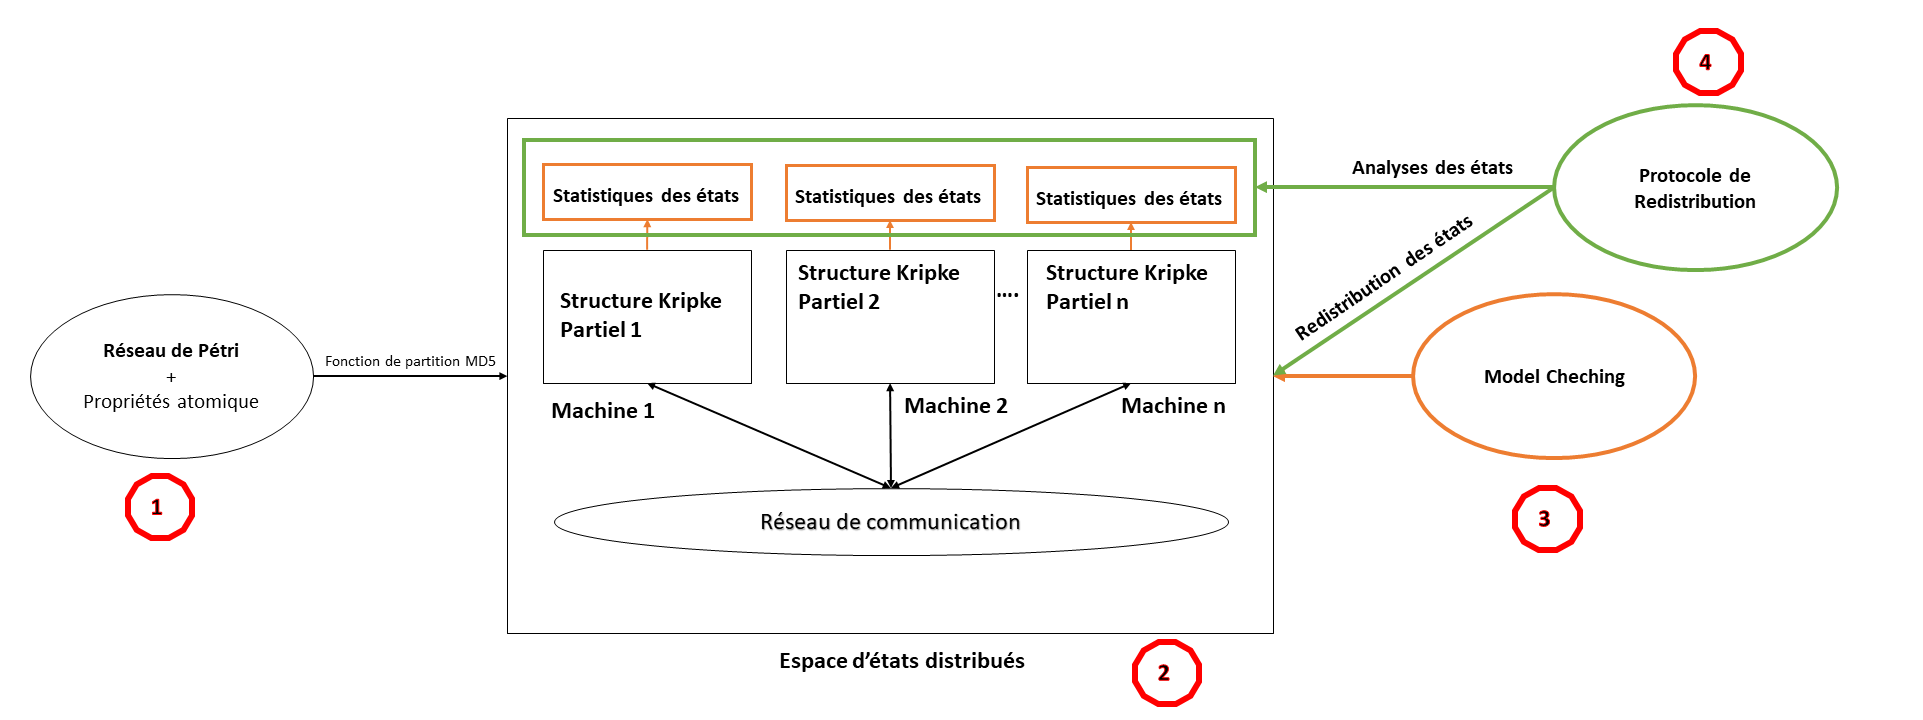 4
Analyses des états
Protocole de
Redistribution
Statistiques des états
Statistiques des états
Statistiques des états
Redistribution des états
Structure Kripke
Partiel 1
Structure Kripke
Partiel 2
....
Structure Kripke
Partiel n
Réseau de Pétri
+
Propriétés atomique
Fonction de partition MD5
Model Cheching
Machine 1
Machine 2
Machine n
1
Réseau de communication
3
Espace d’états distribués
2